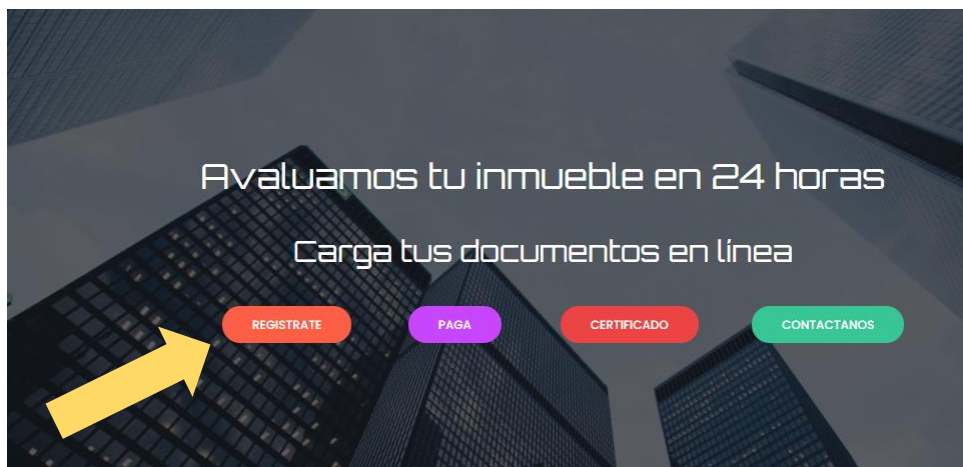 Avaluamos tu inmueble en 24 horas
Carga tus documentos en línea
REGISTRATE PAGA CERTIFICADO CONTACTANOS